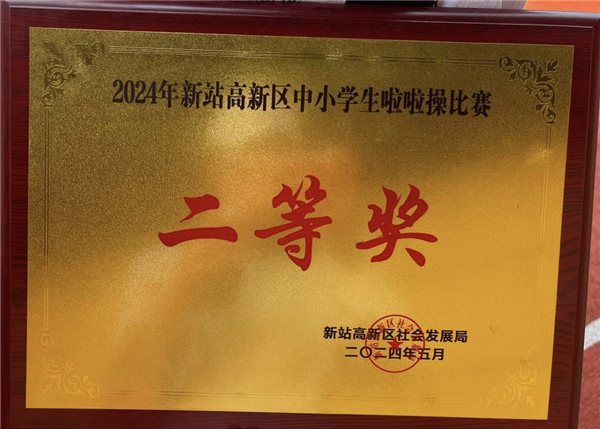 2024年新站高新区中小学生啦啦操比赛
二等奖
新站高新区社会发展局
二〇二四年五月